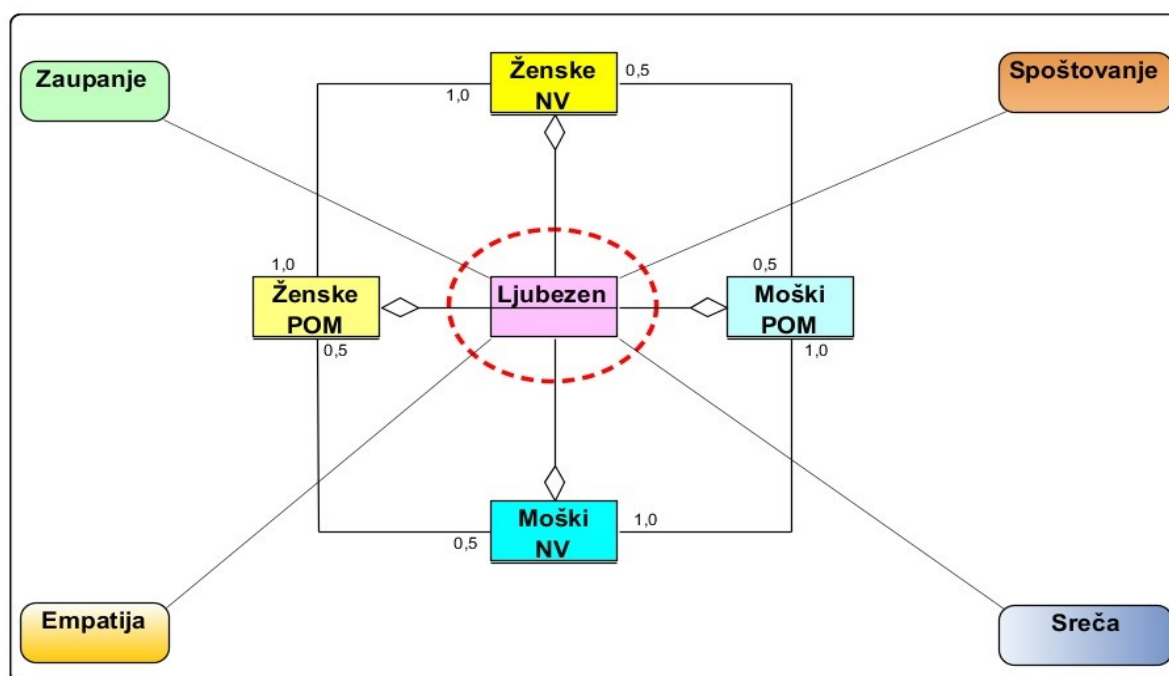 Zaupanje
Ženske
NV
Spoštovanje
1,0
0,5
1,0
0,5
Ženske
POM
Ljubezen
Moški
POM
0,5
1,0
Moški
NV
0,5
1,0
Empatija
Sreča